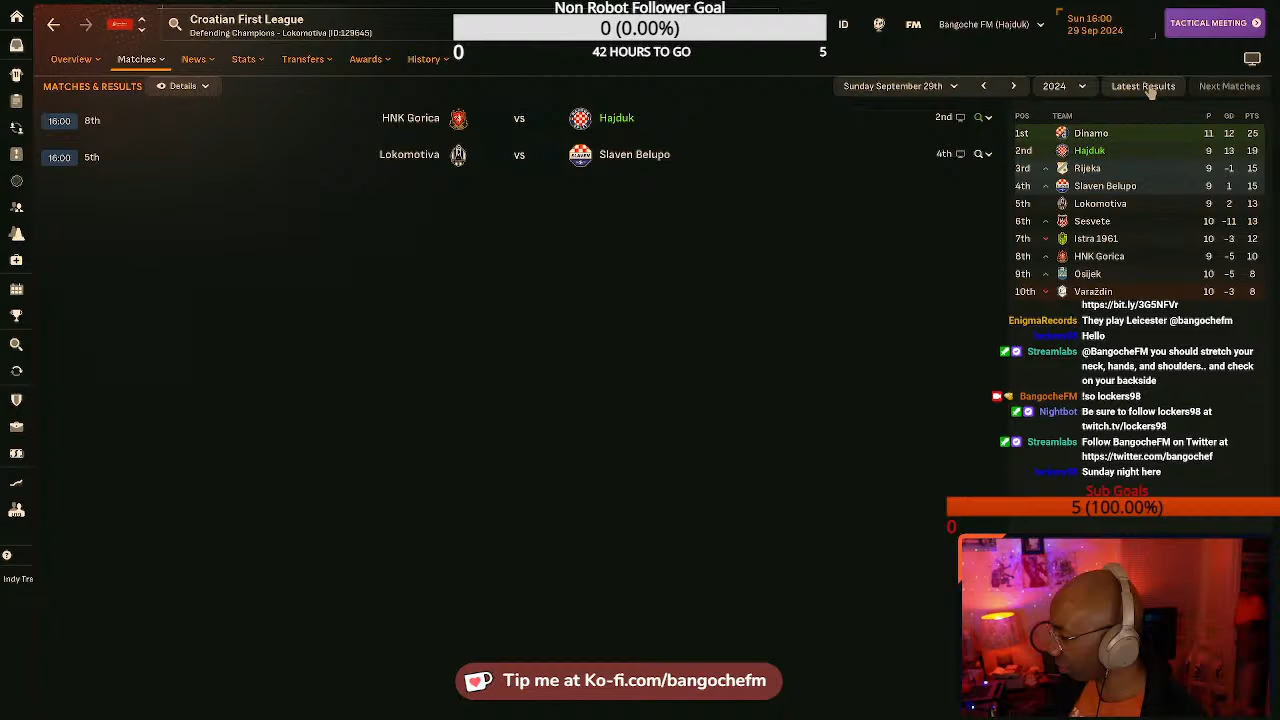 Non Robot Follower Goal
0 (0.00%)
0 42 HOURS TO GO 5
Croatian First League
Defending Champions - Lokomotiva (ID:129645)
ID FM Bangoche FM (Hajduk)
Sun 16:00
29 Sep 2024
TACTICAL MEETING
Overview Matches News Stats Transfers Awards History
MATCHES & RESULTS Details Sunday September 29th 2024 Latest Results Next Matches
16:00 8th HNK Gorica vs Hajduk 2nd
16:00 5th Lokomotiva vs Slaven Belupo 4th
POS TEAM P GD PTS
1st Dinamo 11 12 25
2nd Hajduk 9 13 19
3rd Rijeka 9 -1 15
4th Slaven Belupo 9 1 15
5th Lokomotiva 9 2 13
6th Sesvete 10 -11 13
7th Istra 1961 10 -3 12
8th HNK Gorica 9 -5 10
9th Osijek 10 -5 8
10th Varaždin 10 -3 8
https://bit.ly/3G5NFVr
EnigmaRecords They play Leicester @bangochefm
lockers98 Hello
Streamlabs @BangocheFM you should stretch your
neck, hands, and shoulders.. and check
on your backside
BangocheFM !so lockers98
Nightbot Be sure to follow lockers98 at
twitch.tv/lockers98
Streamlabs Follow BangocheFM on Twitter at
https://twitter.com/bangochef
lockers98 Sunday night here
Sub Goals
5 (100.00%)
0
Indy Tre
Tip me at Ko-fi.com/bangochefm